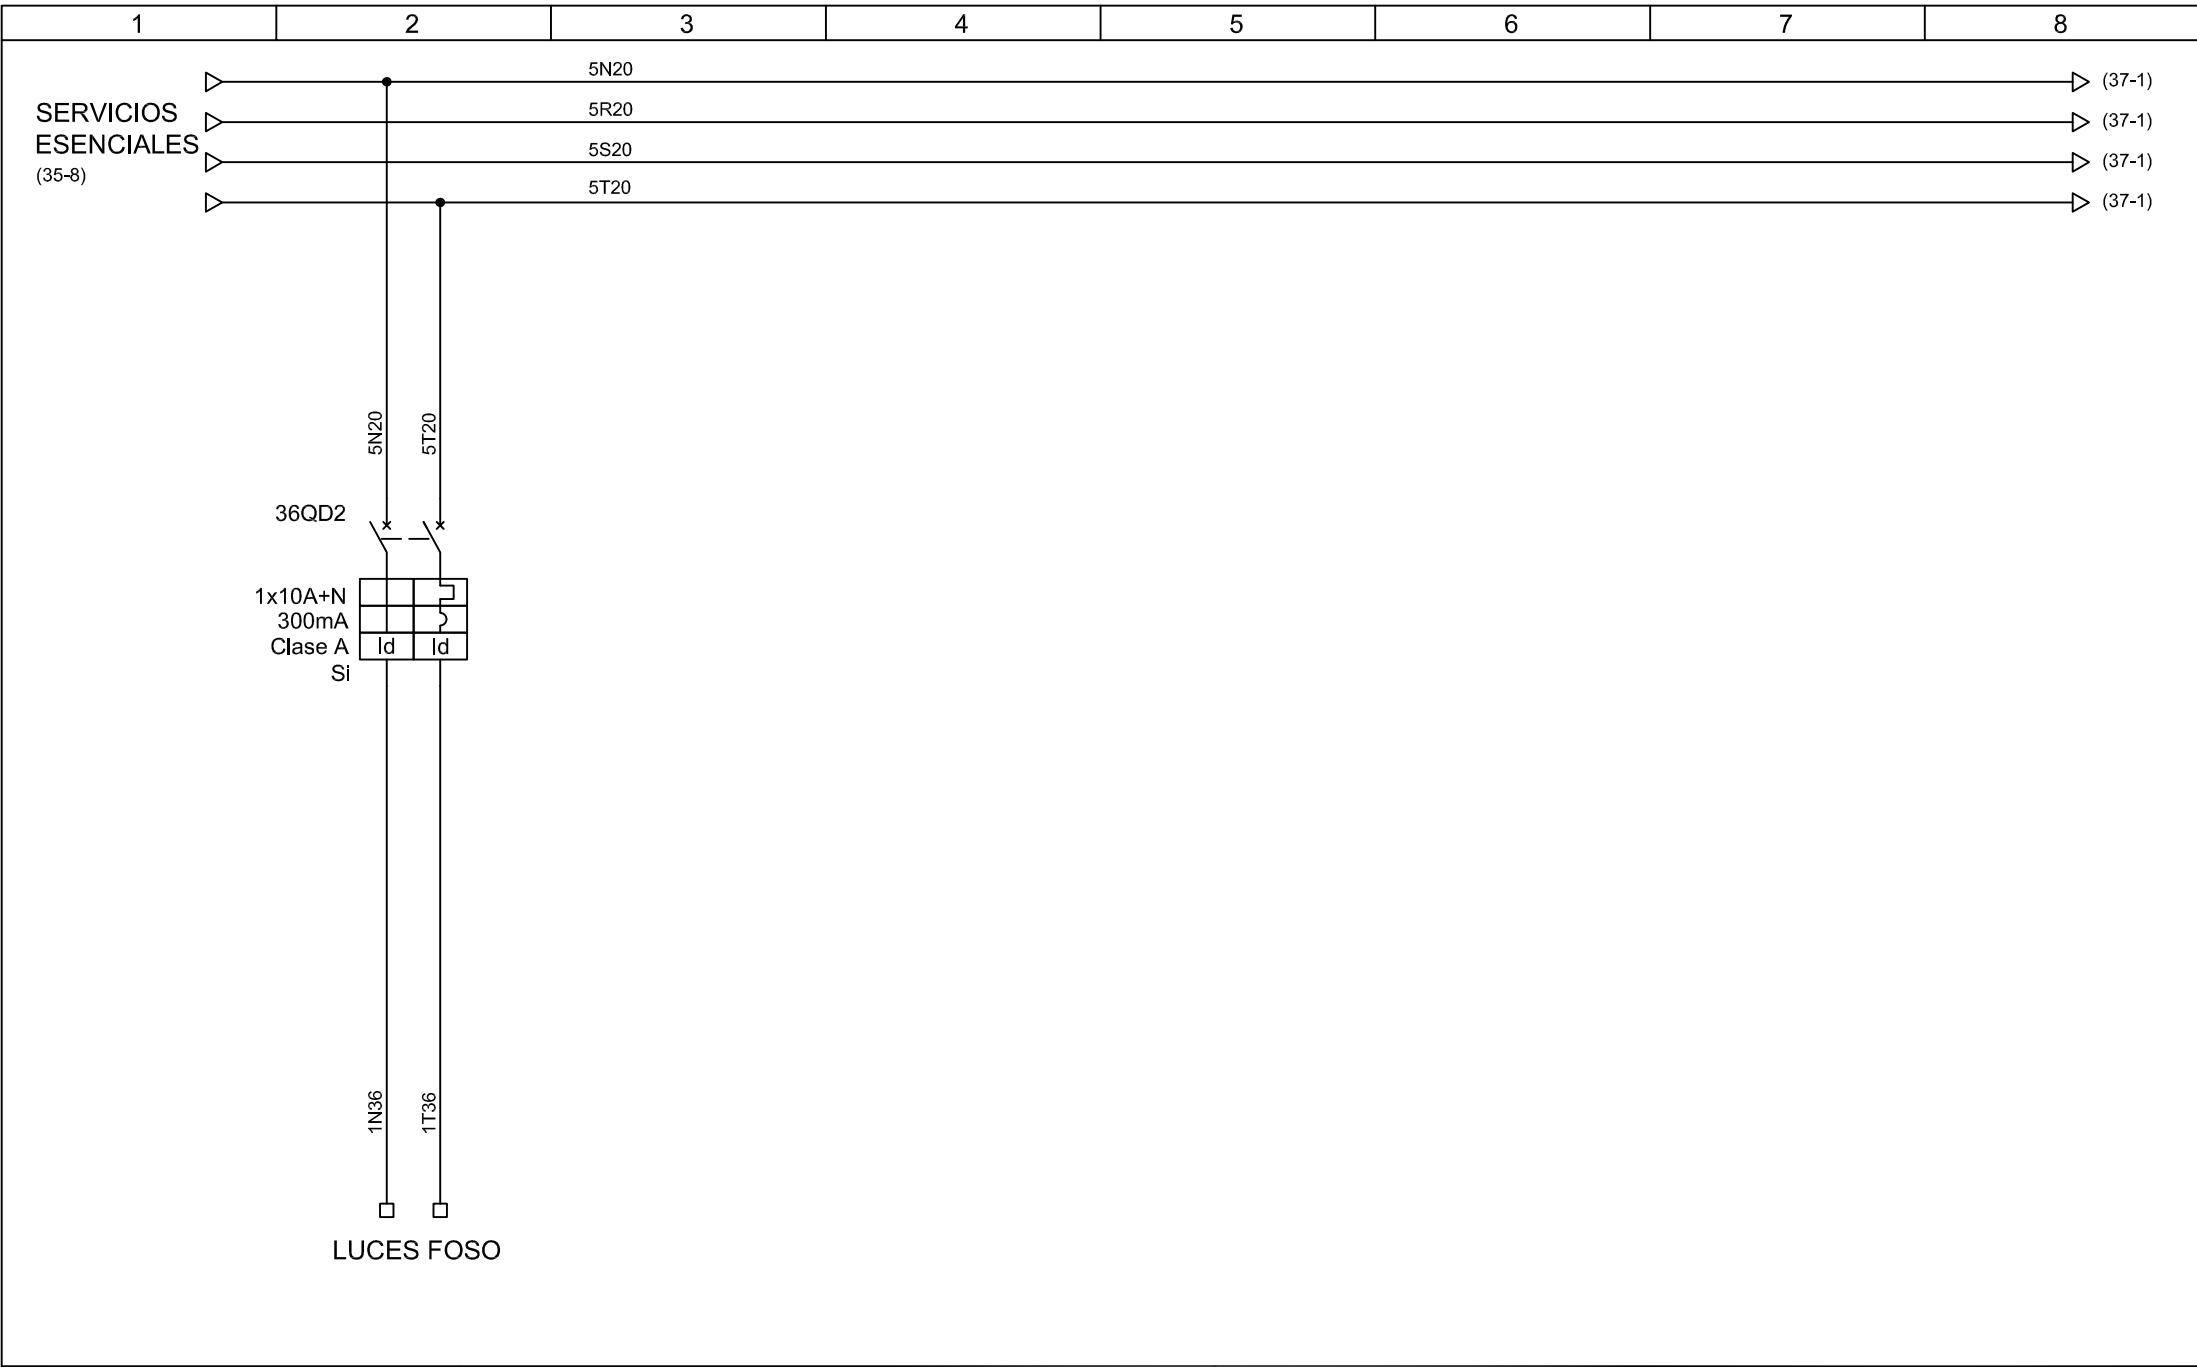 1 2 3 4 5 6 7 8
5N20 (37-1)
SERVICIOS
5R20 (37-1)
ESENCIALES
5S20 (37-1)
(35-8)
5T20 (37-1)
5N20 5T20
36QD2
1x10A+N
300mA
Clase A Id Id
Si
1N36 1T36
LUCES FOSO